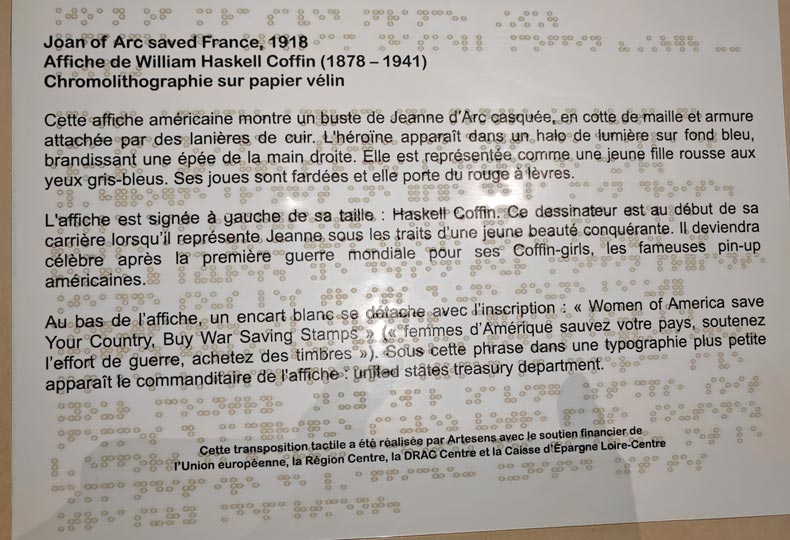 Joan of Arc saved France, 1918
Affiche de William Haskell Coffin (1878 – 1941)
Chromolithographie sur papier vélin
Cette affiche américaine montre un buste de Jeanne d'Arc casquée, en cotte de maille et armure
attachée par des lanières de cuir. L'héroïne apparaît dans un halo de lumière sur fond bleu,
brandissant une épée de la main droite. Elle est représentée comme une jeune fille rousse aux
yeux gris-bleus. Ses joues sont fardées et elle porte du rouge à lèvres.
L'affiche est signée à gauche de sa taille : Haskell Coffin. Ce dessinateur est au début de sa
carrière lorsqu'il représente Jeanne sous les traits d'une jeune beauté conquérante. Il deviendra
célèbre après la première guerre mondiale pour ses Coffin-girls, les fameuses pin-up
américaines.
Au bas de l'affiche, un encart blanc se détache avec l'inscription : « Women of America save
Your Country, Buy War Saving Stamps » (« femmes d'Amérique sauvez votre pays, soutenez
l'effort de guerre, achetez des timbres »). Sous cette phrase dans une typographie plus petite
apparaît le commanditaire de l'affiche : united states treasury department.
Cette transposition tactile a été réalisée par Artesens avec le soutien financier de
l'Union européenne, la Région Centre, la DRAC Centre et la Caisse d'Épargne Loire-Centre